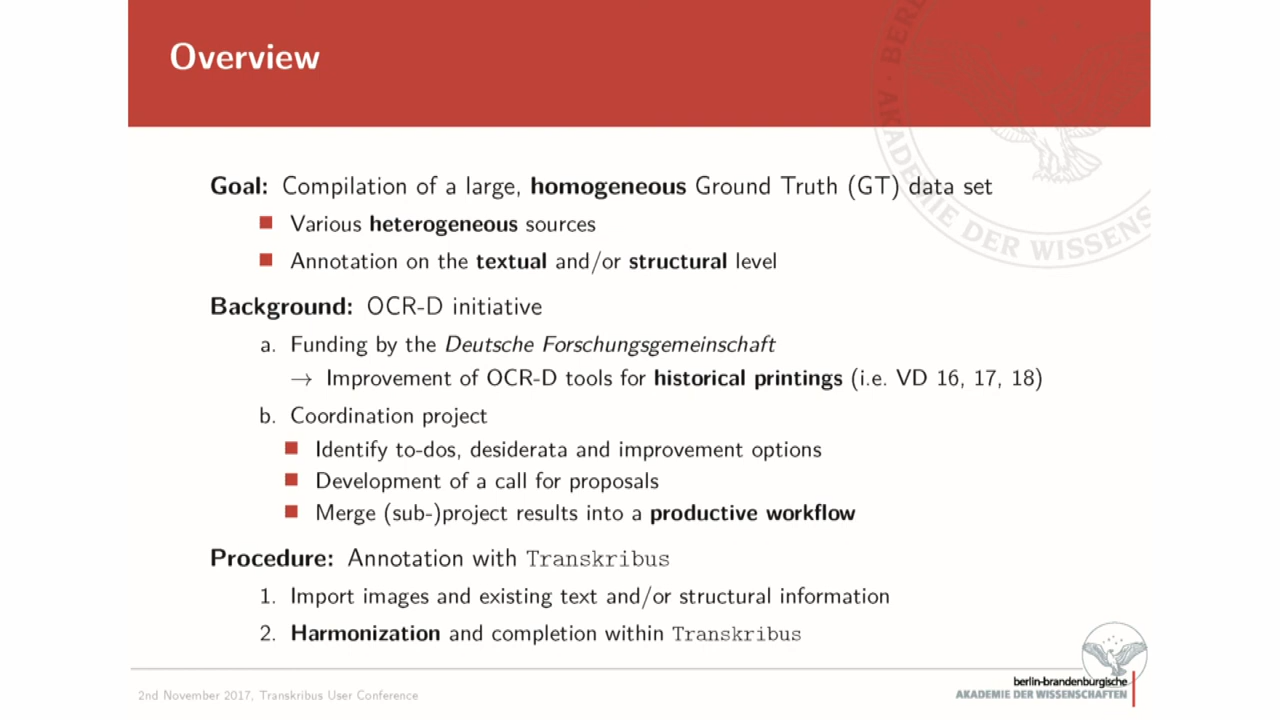 Overview
AKADEMIE DER WISSENS
Goal: Compilation of a large, homogeneous Ground Truth (GT) data set
Various heterogeneous sources
Annotation on the textual and/or structural level
Background: OCR-D initiative
a. Funding by the Deutsche Forschungsgemeinschaft
→ Improvement of OCR-D tools for historical printings (i.e. VD 16, 17, 18)
b. Coordination project
Identify to-dos, desiderata and improvement options
Development of a call for proposals
Merge (sub-)project results into a productive workflow
Procedure: Annotation with Transkribus
1. Import images and existing text and/or structural information
2. Harmonization and completion within Transkribus
2nd November 2017, Transkribus User Conference
berlin-brandenburgische
AKADEMIE DER WISSENSCHAFTEN